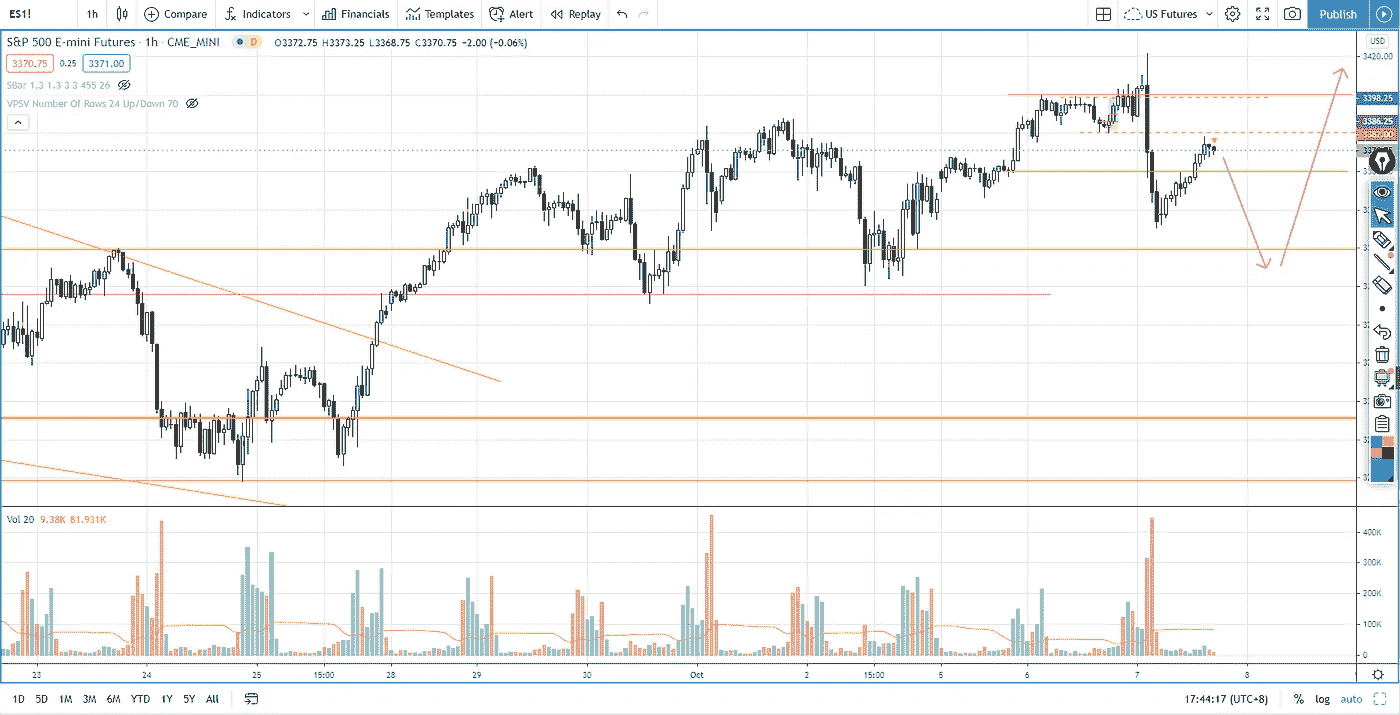 ES1! 1h Compare Indicators Financials Templates Alert Replay US Futures Publish
S&P 500 E-mini Futures · 1h · CME_MINI D O3372.75 H3373.25 L3368.75 C3370.75 −2.00 (−0.06%)
USD
3370.75 0.25 3371.00
3420.00
SBar 1.3 1.3 3 3 455 26
VPSV Number Of Rows 24 Up/Down 70
3398.25
3386.25
3382.00
Vol 20 9.38K 81.931K
400K
300K
200K
100K
0
23 24 25 15:00 28 29 30 Oct 2 15:00 5 6 7 8
1D 5D 1M 3M 6M YTD 1Y 5Y All 17:44:17 (UTC+8) % log auto